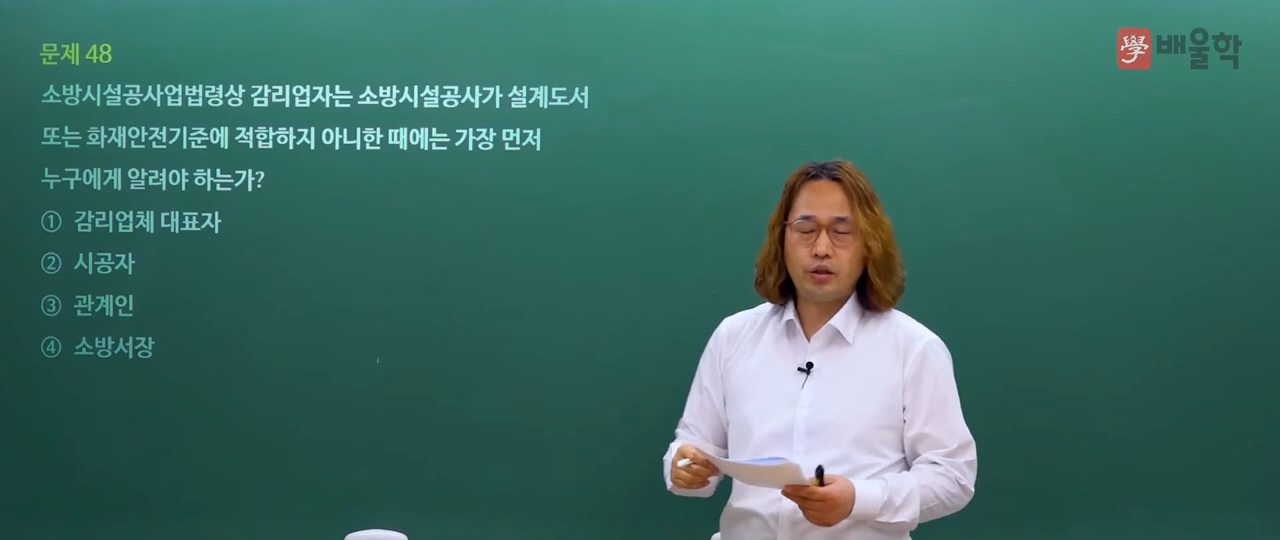 문제 48
소방시설공사업법령상 감리업자는 소방시설공사가 설계도서
또는 화재안전기준에 적합하지 아니한 때에는 가장 먼저
누구에게 알려야 하는가?
① 감리업체 대표자
② 시공자
③ 관계인
④ 소방서장
學 배울학